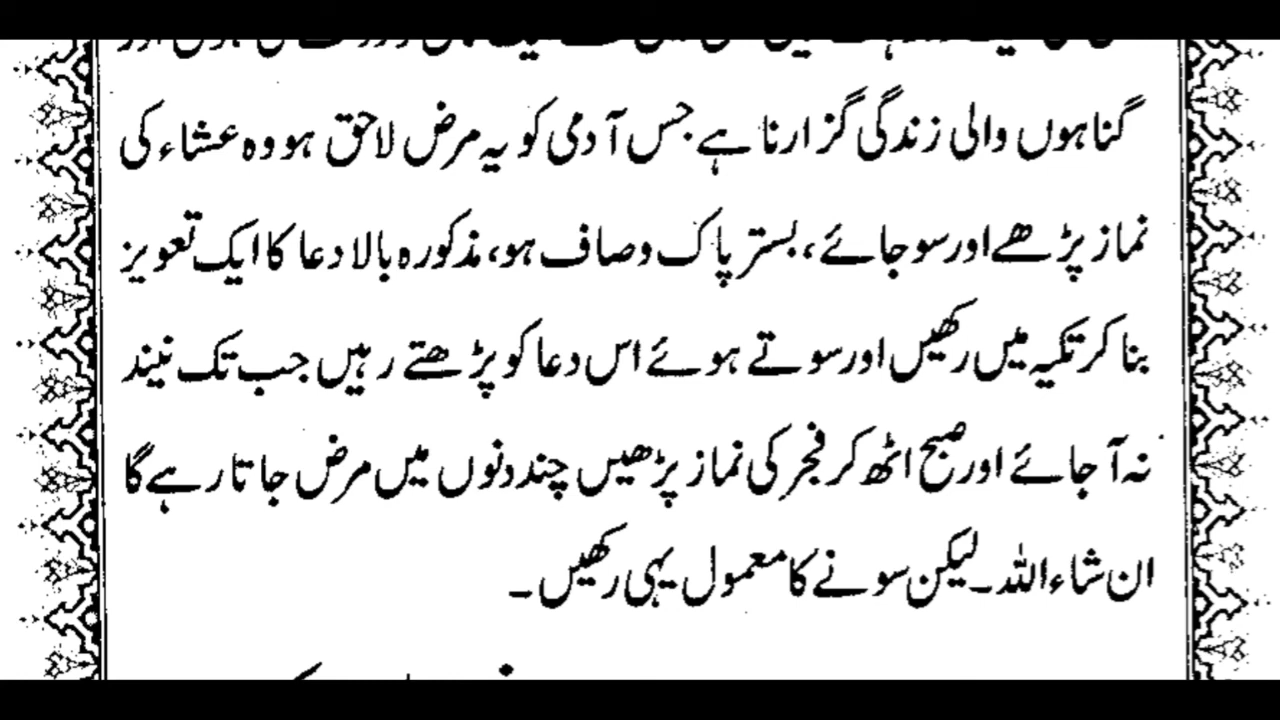 گناہوں والی زندگی گزارنا ہے جس آدمی کو یہ مرض لاحق ہو وہ عشاء کی
نماز پڑھے اور سو جائے، بستر پاک وصاف ہو، مذکورہ بالا دعا کا ایک تعویز
بنا کر تکیہ میں رکھیں اور سوتے ہوئے اس دعا کو پڑھتے رہیں جب تک نیند
نہ آ جائے اور صبح اٹھ کر فجر کی نماز پڑھیں چند دنوں میں مرض جاتا رہے گا
ان شاء اللہ۔ لیکن سونے کا معمول یہی رکھیں۔